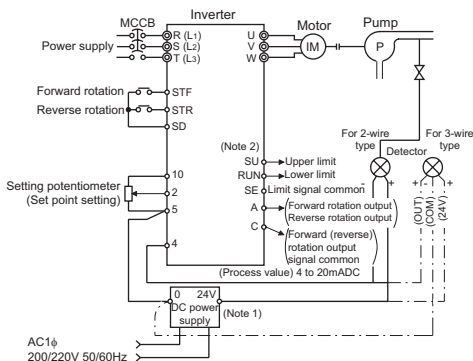 Inverter
MCCB
Motor
Pump
R (L1)
S (L2)
T (L3)
Power supply
U
V
W
IM
P
Forward rotation
STF
Reverse rotation
STR
SD
For 2-wire type
For 3-wire type
(Note 2)
Detector
SU
Upper limit
RUN
Lower limit
SE
Limit signal common
- + - +
10
Setting potentiometer
(Set point setting)
2
5
A
(Forward rotation output
Reverse rotation output)
C
(Forward (reverse)
rotation output
signal common)
(OUT)
(COM)
(24V)
4
(Process value) 4 to 20mADC
0 24V
DC power
supply
(Note 1)
AC1ϕ
200/220V 50/60Hz